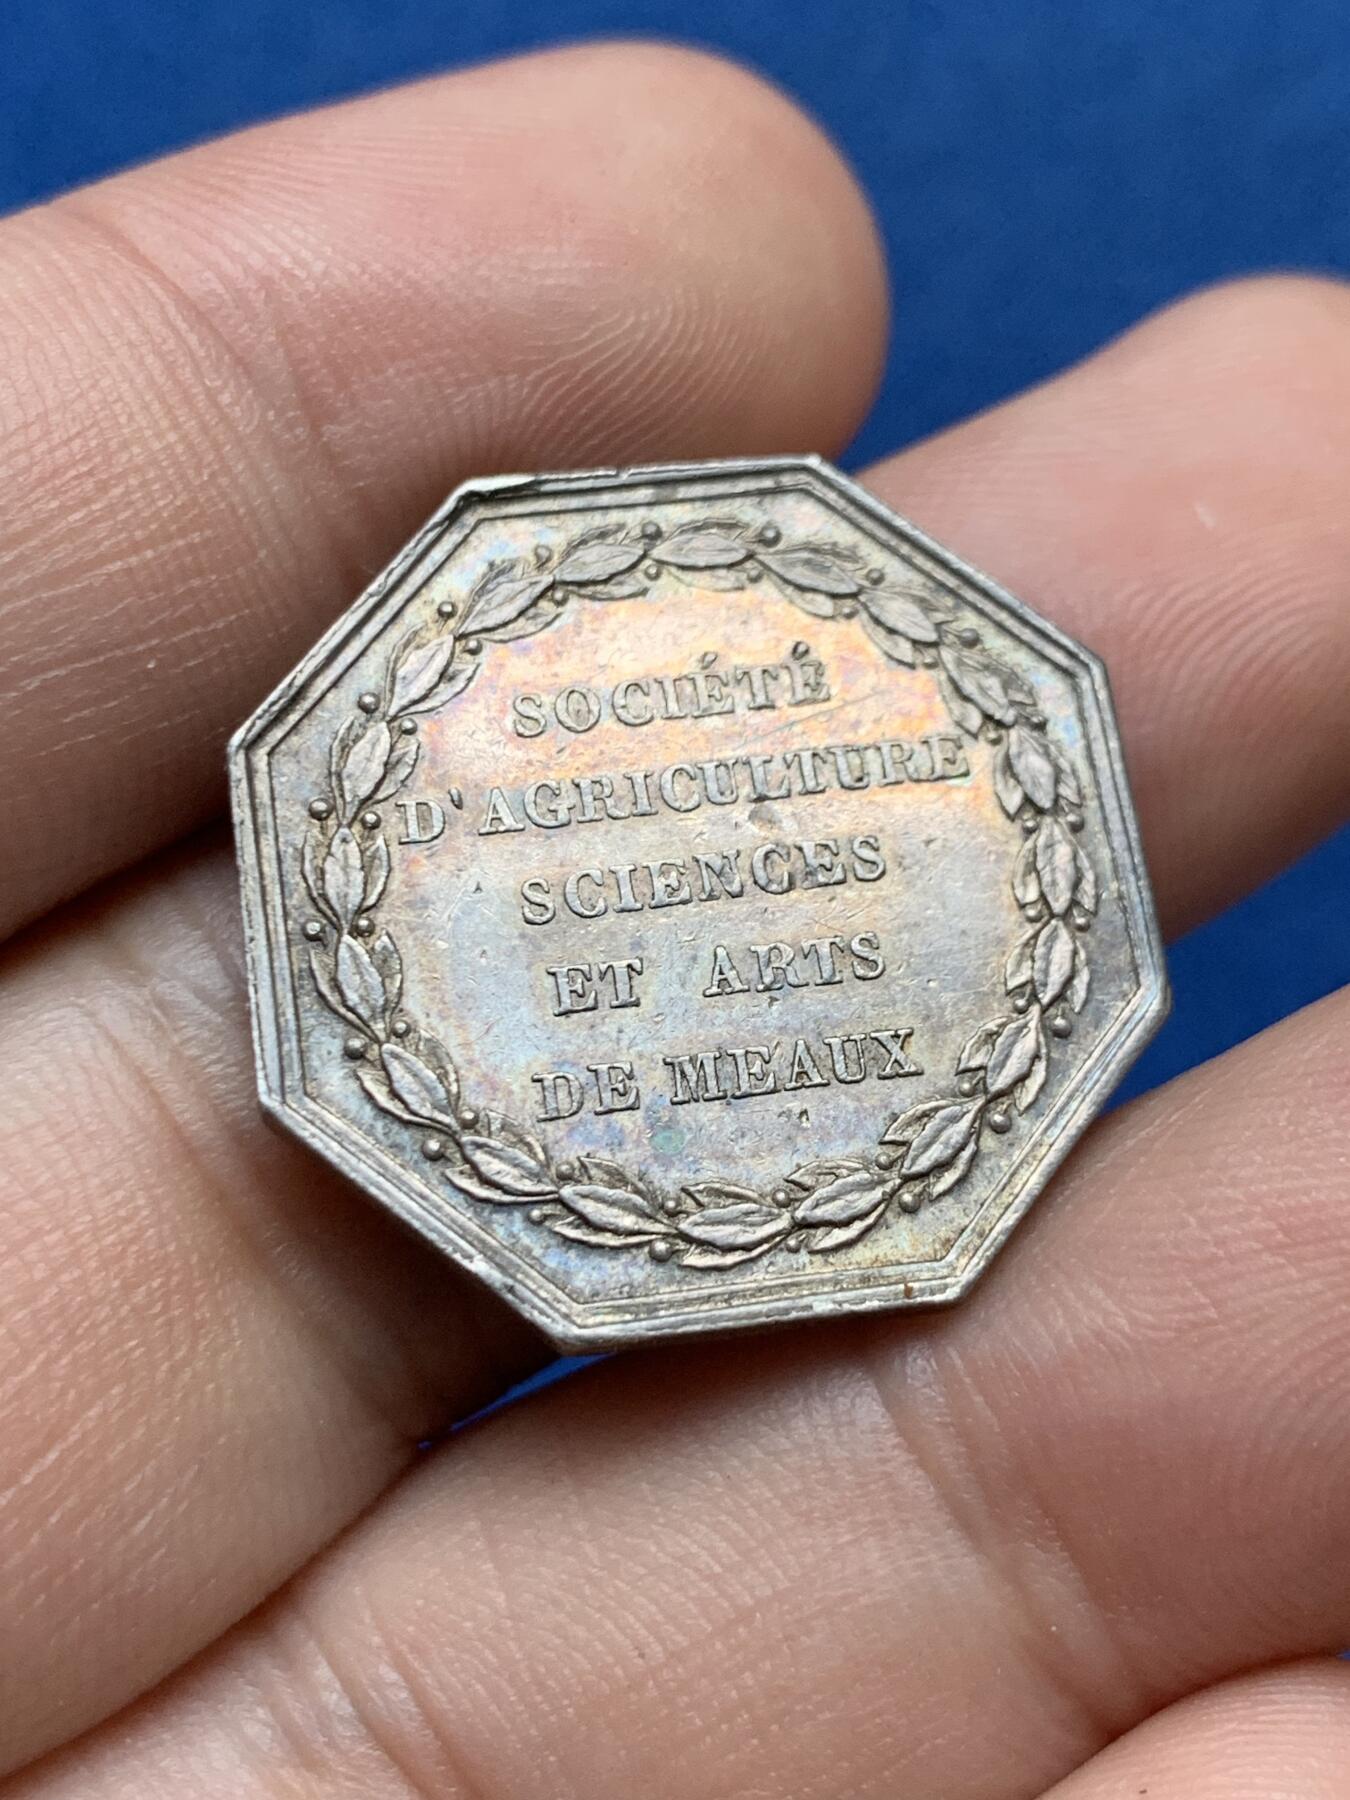 SOCIÉTÉ
D'AGRICULTURE
SCIENCES
ET ARTS
DE MEAUX